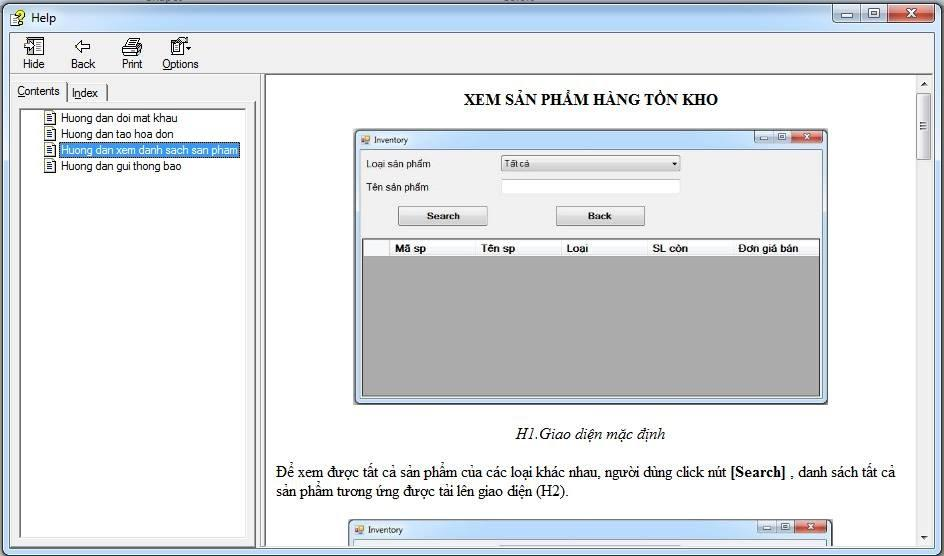 Help
Hide
Back
Print
Options
Contents
Index
Huong dan doi mat khau
Huong dan tao hoa don
Huong dan xem danh sach san pham
Huong dan gui thong bao
XEM SẢN PHẨM HÀNG TỒN KHO
Inventory
Loại sản phẩm
Tất cả
Tên sản phẩm
Search
Back
Mã sp
Tên sp
Loại
SL còn
Đơn giá bán
H1.Giao diện mặc định
Để xem được tất cả sản phẩm của các loại khác nhau, người dùng click nút [Search] , danh sách tất cả
sản phẩm tương ứng được tải lên giao diện (H2).
Inventory